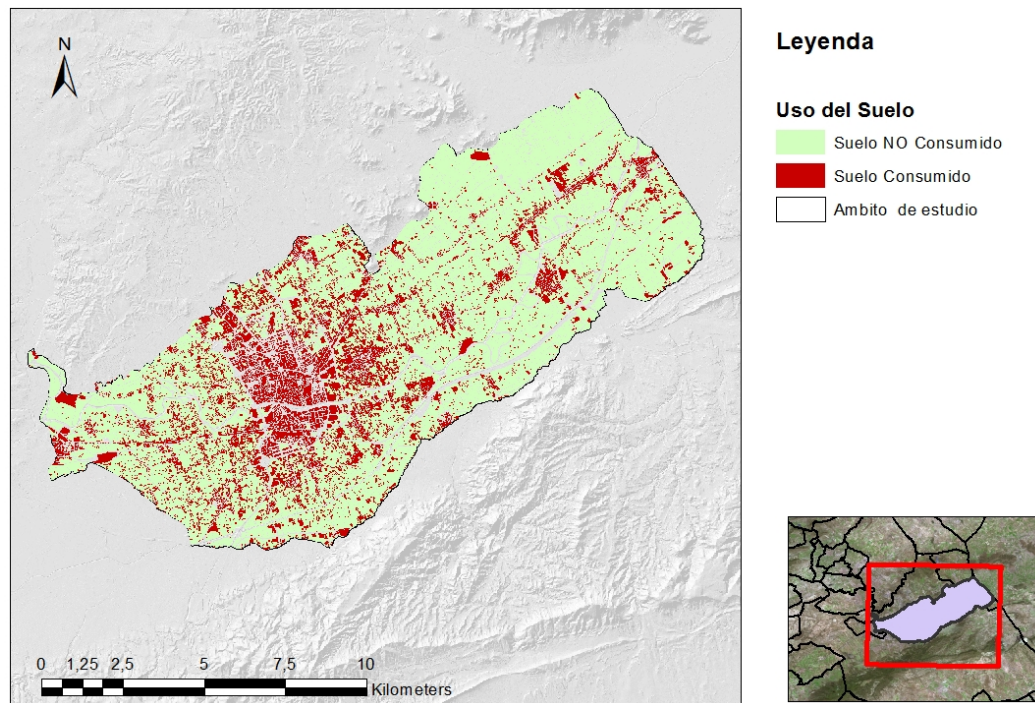 N
Leyenda
Uso del Suelo
Suelo NO Consumido
Suelo Consumido
Ambito de estudio
0 1,25 2,5 5 7,5 10
Kilometers